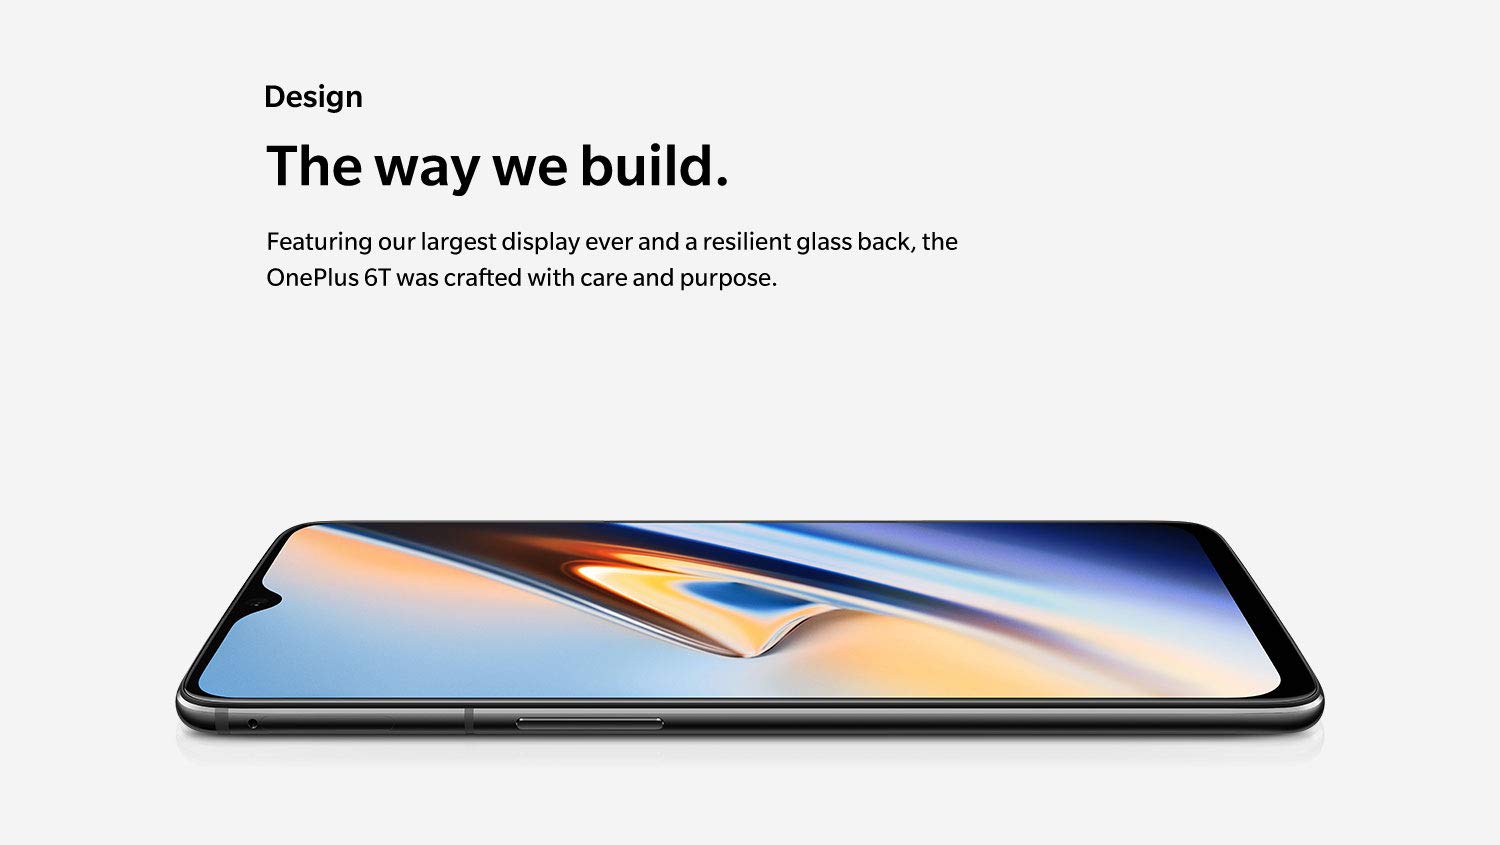 Design
The way we build.
Featuring our largest display ever and a resilient glass back, the
OnePlus 6T was crafted with care and purpose.